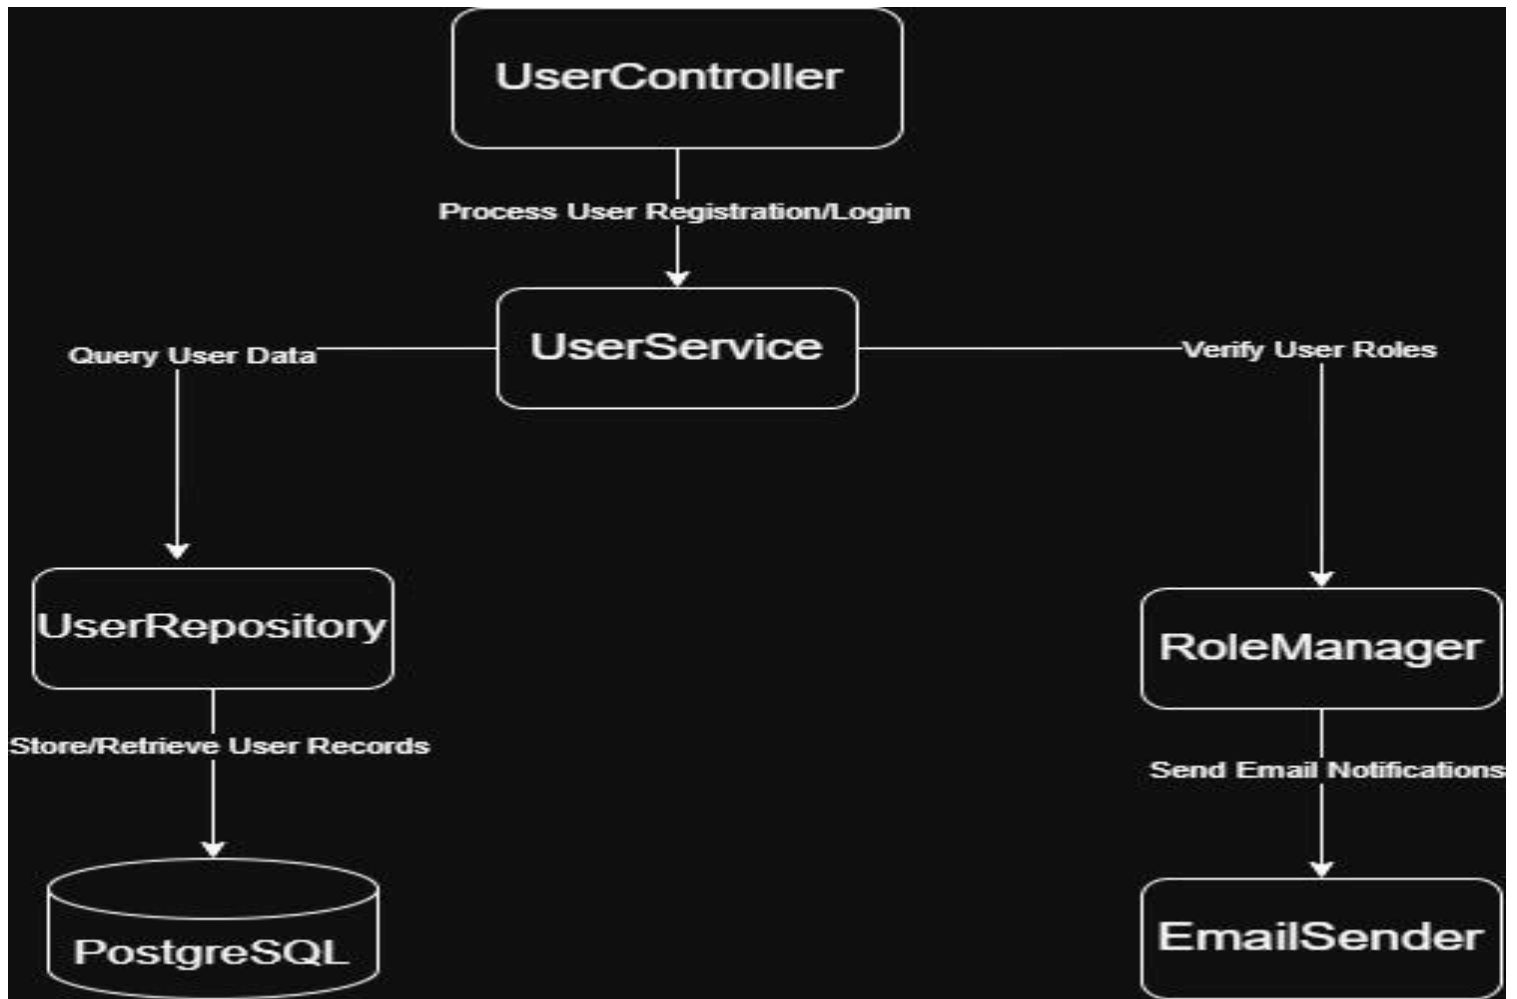 UserController
Process User Registration/Login
UserService
Query User Data
Verify User Roles
UserRepository
RoleManager
Store/Retrieve User Records
Send Email Notifications
PostgreSQL
EmailSender